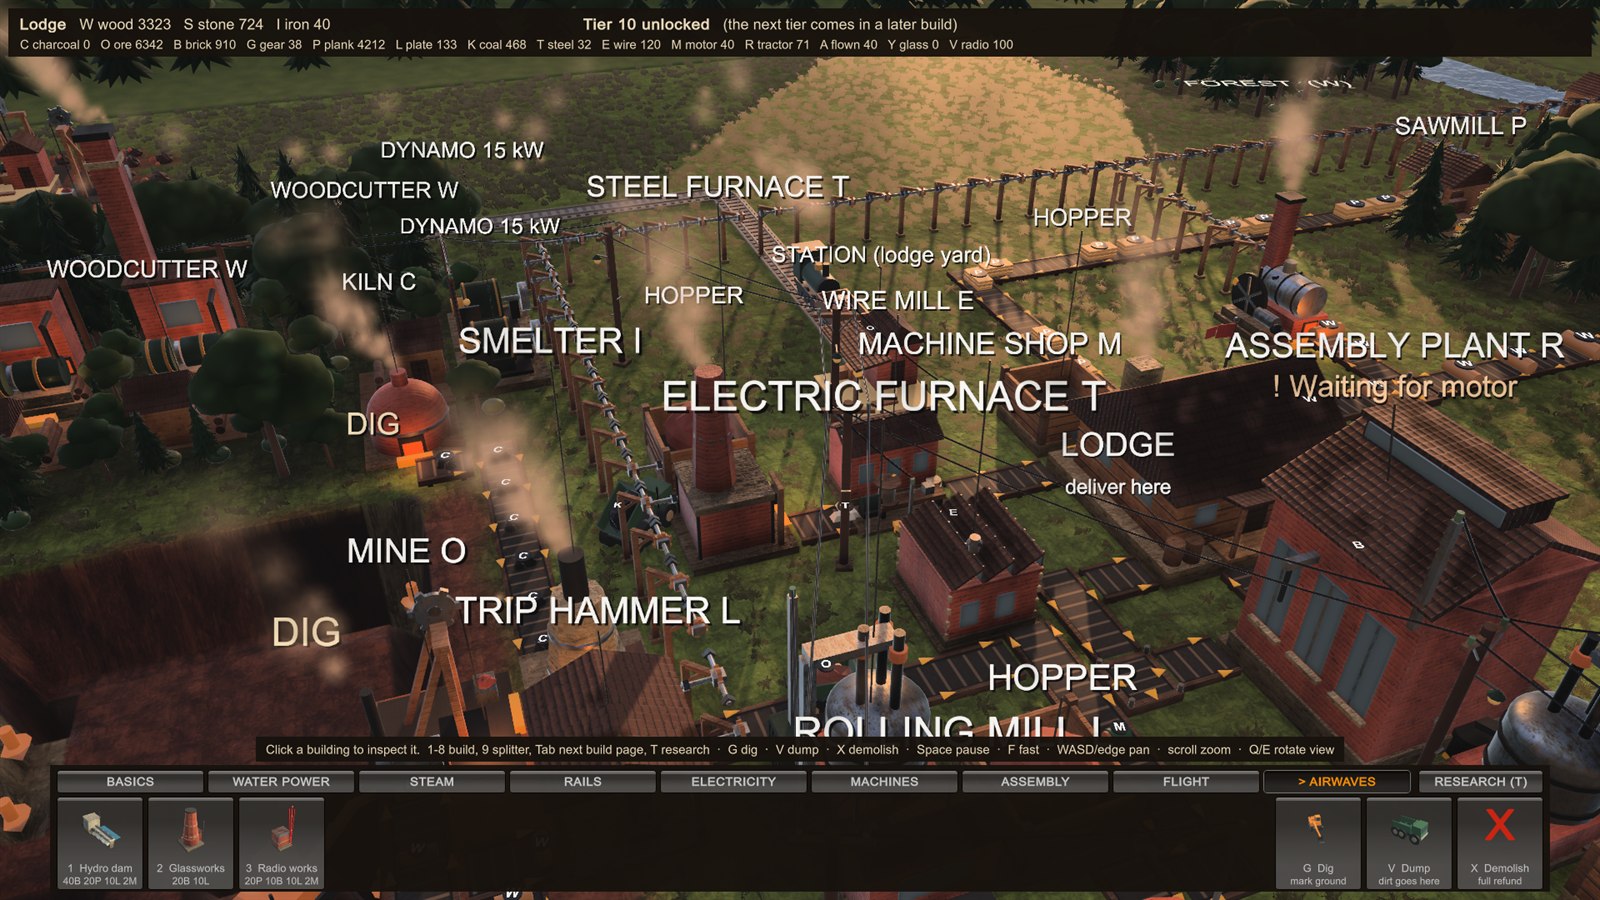 Lodge W wood 3323 S stone 724 I iron 40
Tier 10 unlocked (the next tier comes in a later build)
C charcoal 0 O ore 6342 B brick 910 G gear 38 P plank 4212 L plate 133 K coal 468 T steel 32 E wire 120 M motor 40 R tractor 71 A flown 40 Y glass 0 V radio 100
FOREST (W)
SAWMILL P
DYNAMO 15 kW
WOODCUTTER W
STEEL FURNACE T
HOPPER
DYNAMO 15 kW
STATION (lodge yard)
WOODCUTTER W
KILN C
HOPPER
WIRE MILL E
SMELTER I
MACHINE SHOP M
ASSEMBLY PLANT R
! Waiting for motor
ELECTRIC FURNACE T
DIG
LODGE
deliver here
MINE O
TRIP HAMMER L
DIG
HOPPER
ROLLING MILL L
Click a building to inspect it. 1-8 build, 9 splitter, Tab next build page, T research · G dig · V dump · X demolish · Space pause · F fast · WASD/edge pan · scroll zoom · Q/E rotate view
BASICS
WATER POWER
STEAM
RAILS
ELECTRICITY
MACHINES
ASSEMBLY
FLIGHT
> AIRWAVES
RESEARCH (T)
1 Hydro dam
40B 20P 10L 2M
2 Glassworks
20B 10L
3 Radio works
20P 10B 10L 2M
G Dig
mark ground
V Dump
dirt goes here
X Demolish
full refund